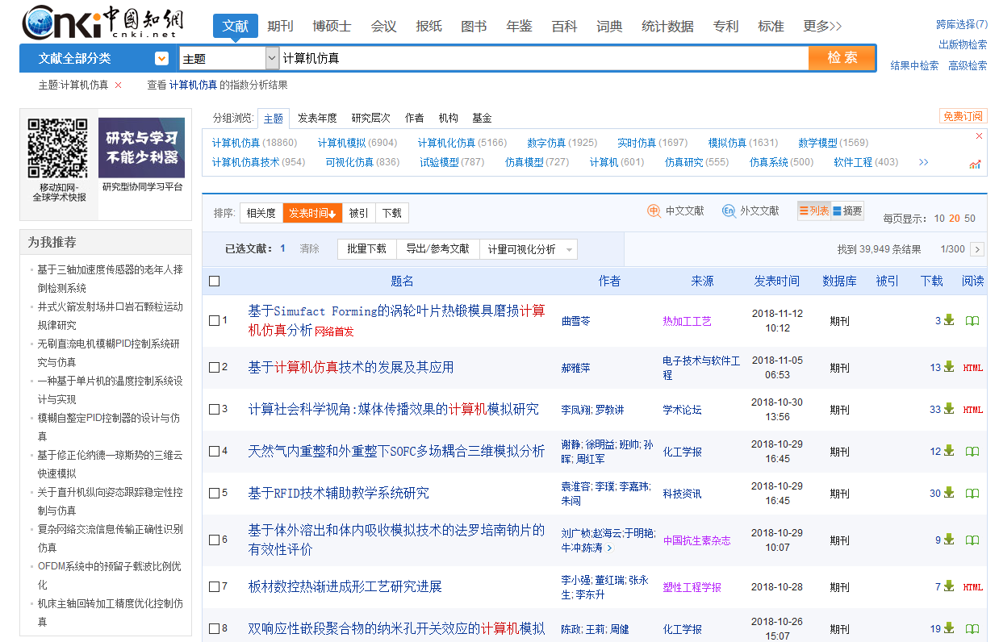 cnki 中國知網
cnki.net
文献 期刊 博硕士 会议 报纸 图书 年鉴 百科 词典 统计数据 专利 标准 更多>>
跨库选择(7)
出版物检索
文献全部分类 主题 计算机仿真 检 索
结果中检索 高级检索
主题:计算机仿真 × 查看 计算机仿真 的指数分析结果
研究与学习
不能少利器
移动知网-
全球学术快报
研究型协同学习平台
为我推荐
基于三轴加速度传感器的老年人摔
倒检测系统
井式火箭发射场井口岩石颗粒运动
规律研究
无刷直流电机模糊PID控制系统研
究与仿真
一种基于单片机的温度控制系统设
计与实现
模糊自整定PID控制器的设计与仿
真
基于修正伦纳德—琼斯势的三维云
快速模拟
关于直升机纵向姿态跟踪稳定性控
制与仿真
复杂网络交流信息传输正确性识别
仿真
OFDM系统中的预留子载波比例优
化
机床主轴回转加工精度优化控制仿
真
分组浏览: 主题 发表年度 研究层次 作者 机构 基金
免费订阅
计算机仿真(18860) 计算机模拟(6904) 计算机化仿真(5166) 数字仿真(1925) 实时仿真(1697) 模拟仿真(1631) 数学模型(1569)
计算机仿真技术(954) 可视化仿真(836) 试验模型(787) 仿真模型(727) 计算机(601) 仿真研究(555) 仿真系统(500) 软件工程(403) >>
排序: 相关度 发表时间↓ 被引 下载
中 中文文献 En 外文文献 列表 摘要 每页显示: 10 20 50
已选文献: 1 清除 批量下载 导出/参考文献 计量可视化分析
找到 39,949 条结果 1/300 >
题名 作者 来源 发表时间 数据库 被引 下载 阅读
1 基于Simufact Forming的涡轮叶片热锻模具磨损计算
机仿真分析 网络首发
曲雪苓 热加工工艺 2018-11-12
10:12
期刊 3
2 基于计算机仿真技术的发展及其应用 郝雅萍 电子技术与软件工
程
2018-11-05
06:53
期刊 13 HTML
3 计算社会科学视角:媒体传播效果的计算机模拟研究 李凤翔; 罗教讲 学术论坛 2018-10-30
13:56
期刊 33 HTML
4 天然气内重整和外重整下SOFC多场耦合三维模拟分析 谢静; 徐明益; 班帅; 孙
晖; 周红军
化工学报 2018-10-29
16:45
期刊 12
5 基于RFID技术辅助教学系统研究 袁淮容; 李璞; 李嘉玮;
朱闯
科技资讯 2018-10-29
16:45
期刊 30
6 基于体外溶出和体内吸收模拟技术的法罗培南钠片的
有效性评价
刘广桢;赵海云;于明艳;
牛冲;陈涛 >
中国抗生素杂志 2018-10-29
10:07
期刊 9
7 板材数控热渐进成形工艺研究进展 李小强; 董红瑞; 张永
生; 李东升
塑性工程学报 2018-10-28 期刊 7 HTML
8 双响应性嵌段聚合物的纳米孔开关效应的计算机模拟 陈政; 王莉; 周健 化工学报 2018-10-26
15:07
期刊 19